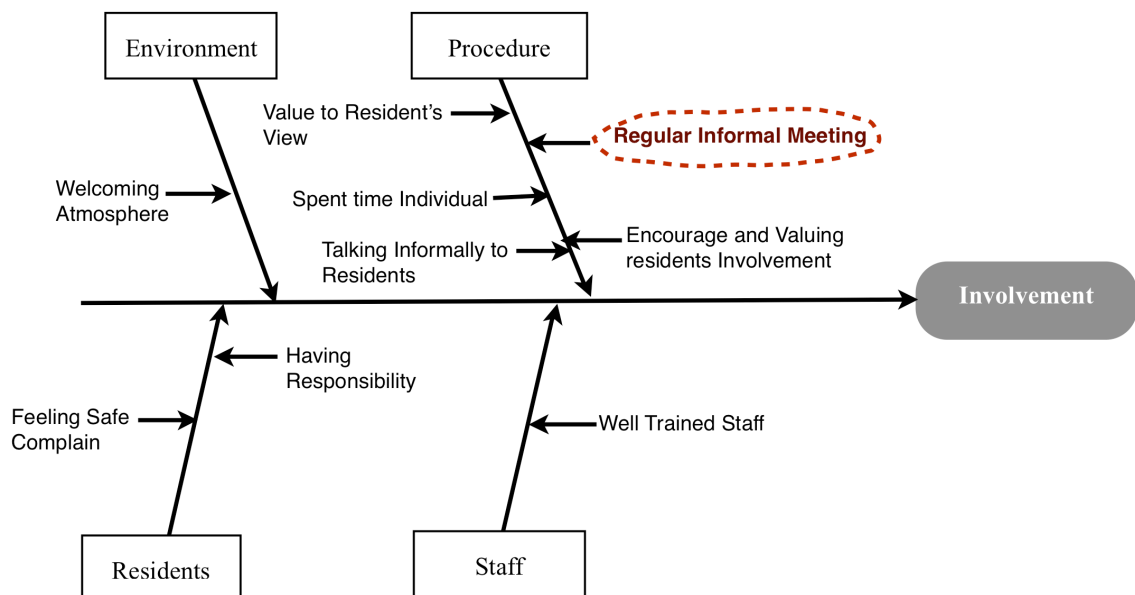 Environment
Procedure
Value to Resident's
View
Regular Informal Meeting
Welcoming
Atmosphere
Spent time Individual
Talking Informally to
Residents
Encourage and Valuing
residents Involvement
Involvement
Having
Responsibility
Feeling Safe
Complain
Well Trained Staff
Residents
Staff